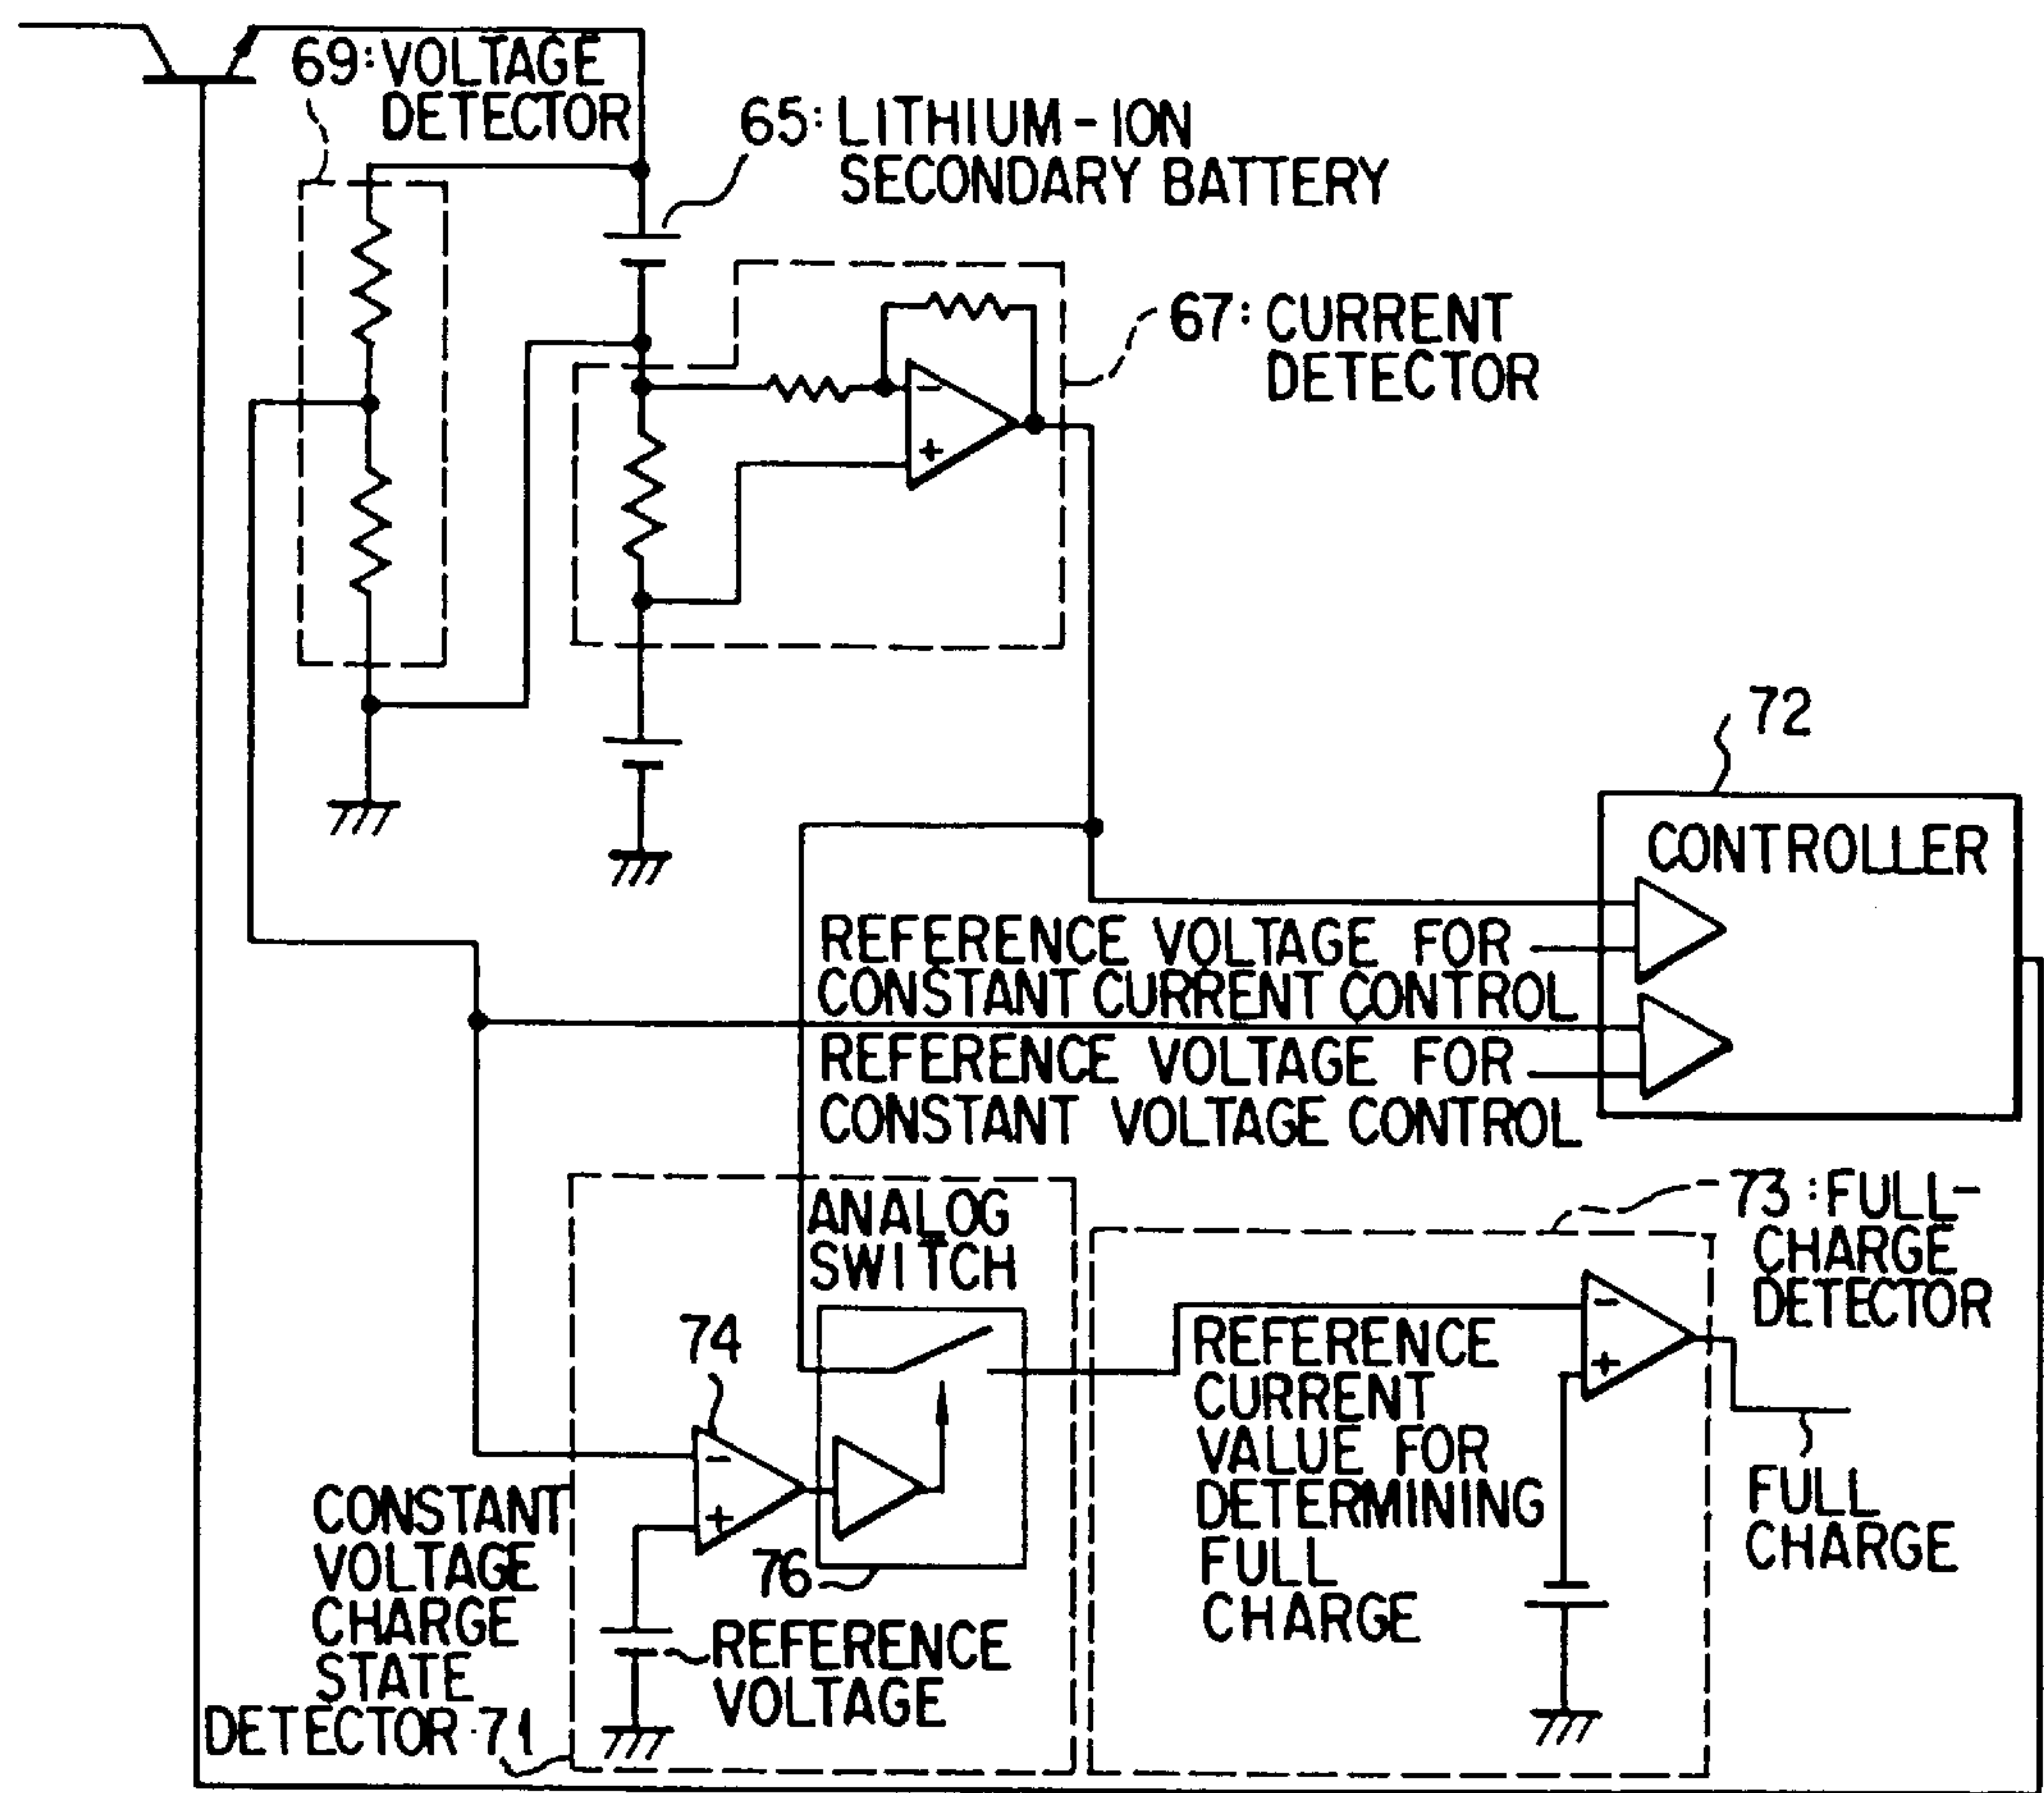 69:VOLTAGE
DETECTOR
65:LITHIUM-ION
SECONDARY BATTERY
67:CURRENT
DETECTOR
-
+
72
CONTROLLER
REFERENCE VOLTAGE FOR
CONSTANT CURRENT CONTROL
REFERENCE VOLTAGE FOR
CONSTANT VOLTAGE CONTROL
ANALOG
SWITCH
73:FULL-
CHARGE
DETECTOR
74
-
+
76
REFERENCE
CURRENT
VALUE FOR
DETERMINING
FULL
CHARGE
-
+
FULL
CHARGE
CONSTANT
VOLTAGE
CHARGE
STATE
DETECTOR 71
REFERENCE
VOLTAGE